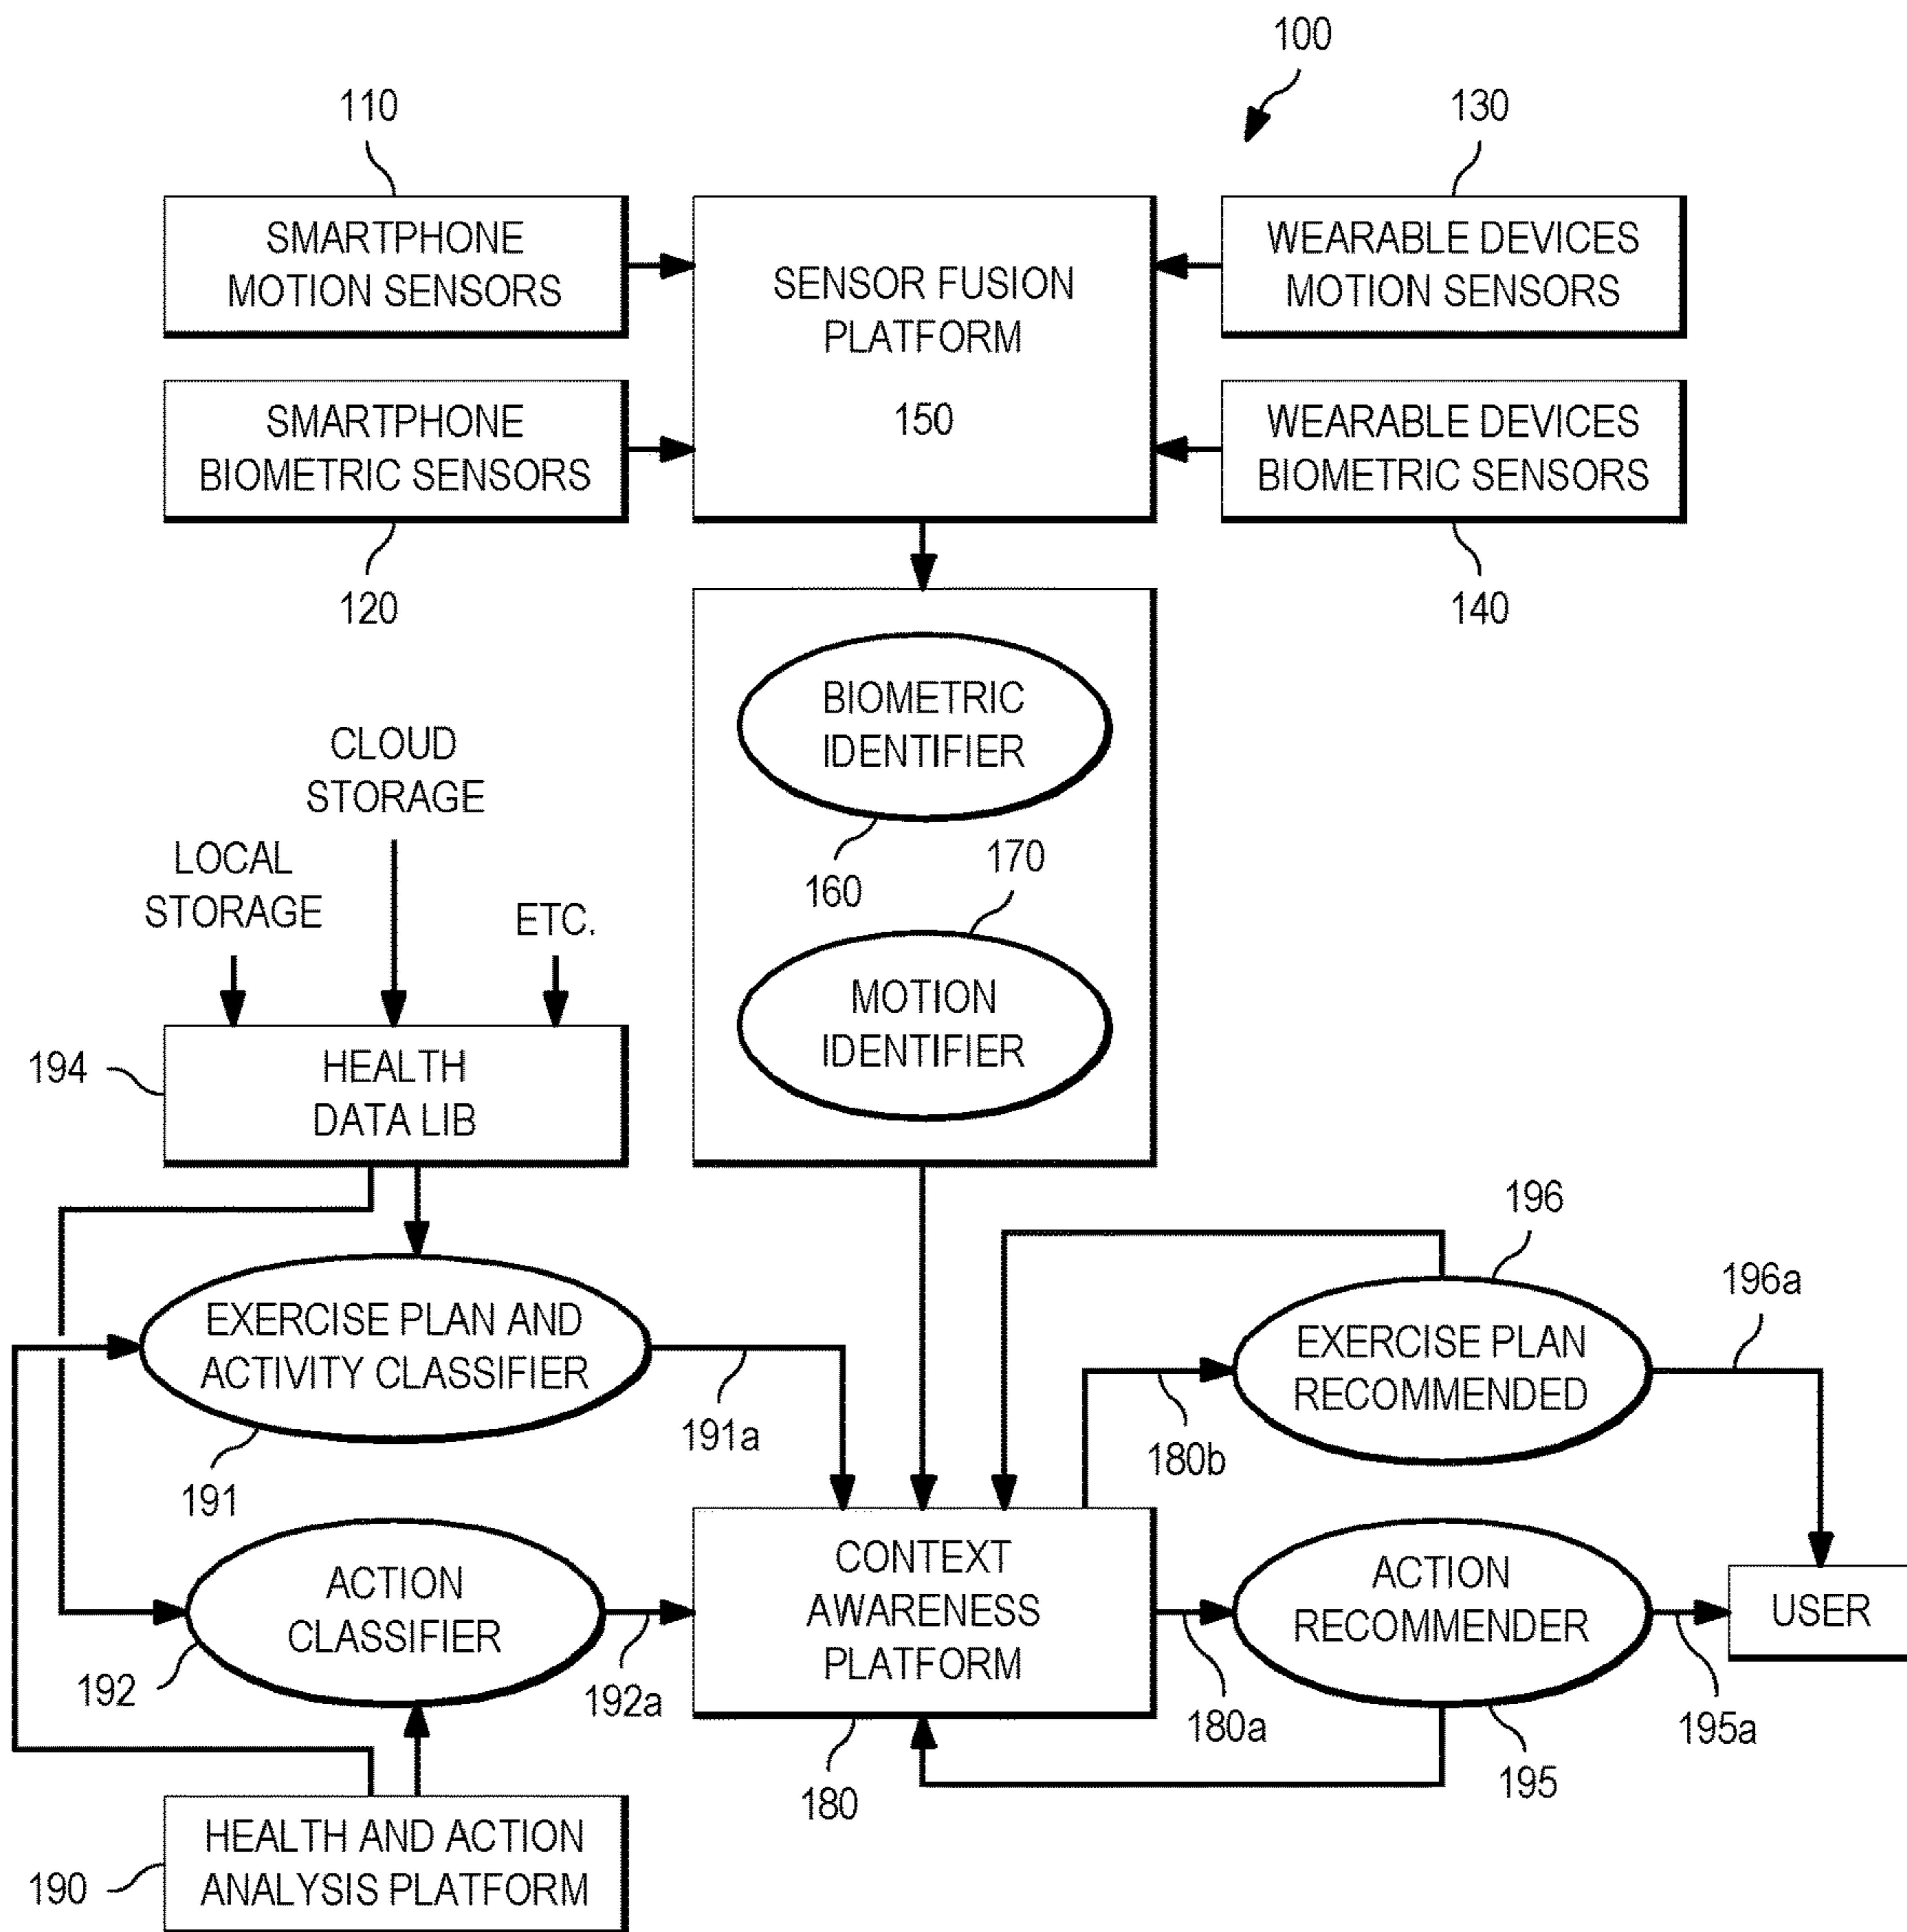 100
110
130
SMARTPHONE
MOTION SENSORS
SENSOR FUSION
PLATFORM
150
WEARABLE DEVICES
MOTION SENSORS
SMARTPHONE
BIOMETRIC SENSORS
WEARABLE DEVICES
BIOMETRIC SENSORS
120
140
BIOMETRIC
IDENTIFIER
160
170
MOTION
IDENTIFIER
CLOUD
STORAGE
LOCAL
STORAGE
ETC.
194
HEALTH
DATA LIB
EXERCISE PLAN AND
ACTIVITY CLASSIFIER
191
191a
196
196a
EXERCISE PLAN
RECOMMENDED
180b
ACTION
CLASSIFIER
192
192a
CONTEXT
AWARENESS
PLATFORM
180
180a
ACTION
RECOMMENDER
195
195a
USER
190
HEALTH AND ACTION
ANALYSIS PLATFORM